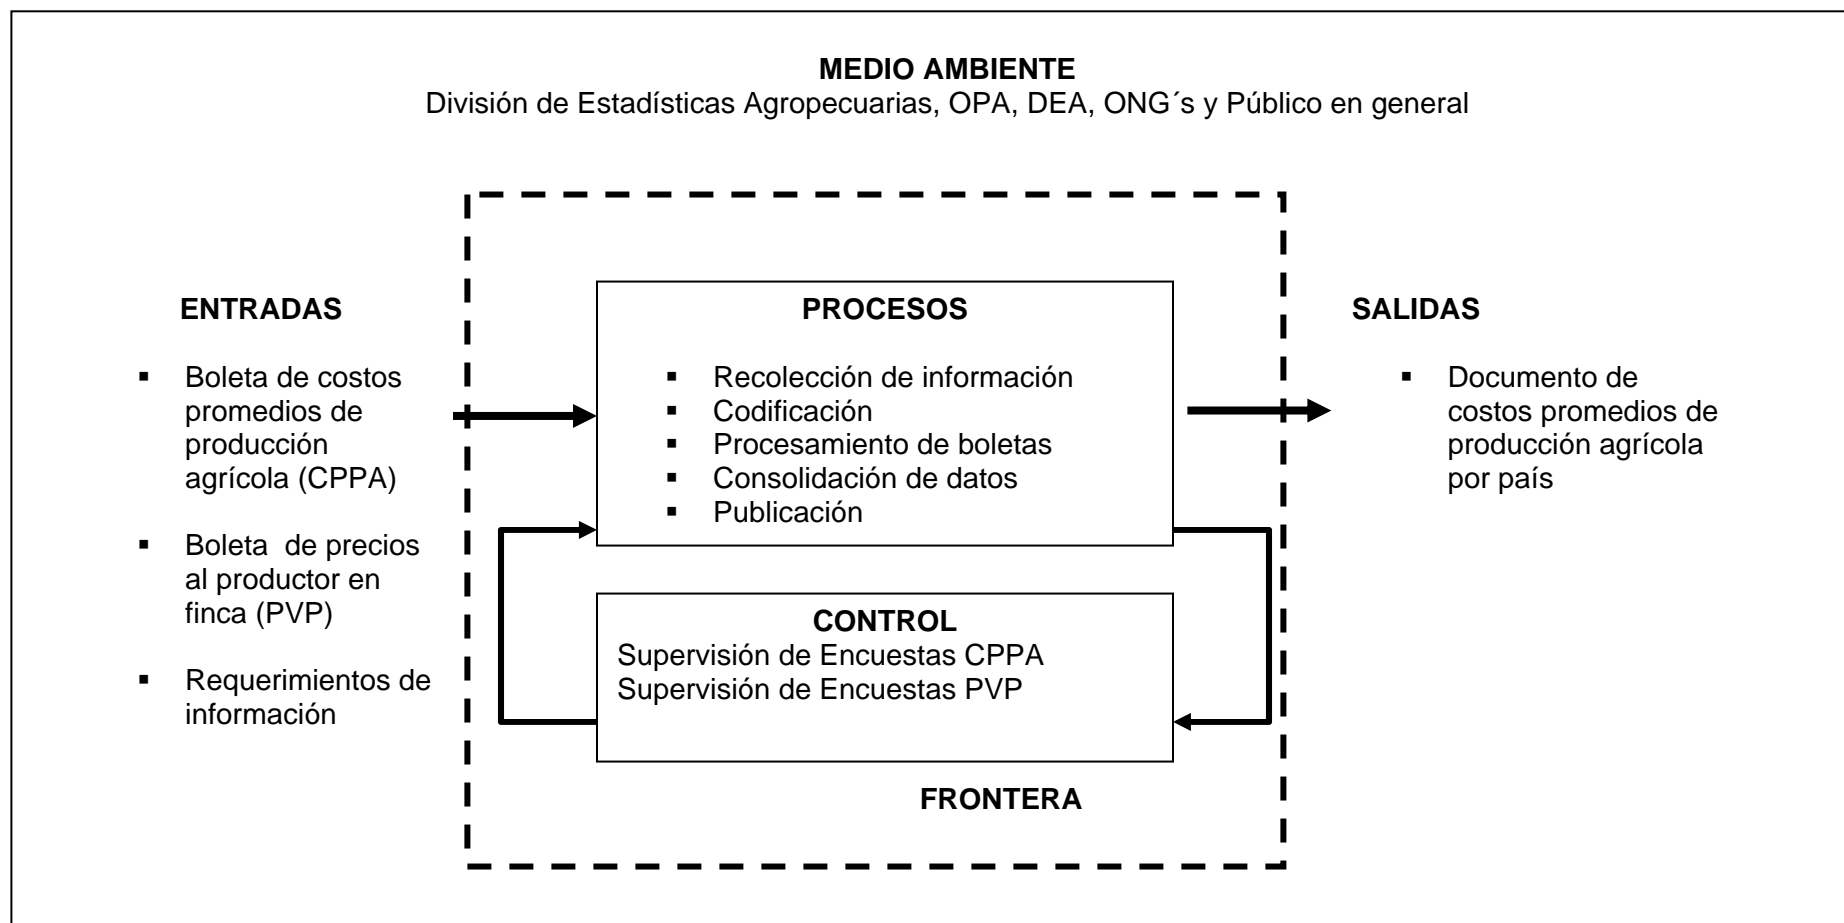 MEDIO AMBIENTE
División de Estadísticas Agropecuarias, OPA, DEA, ONG´s y Público en general
ENTRADAS
▪ Boleta de costos
promedios de
producción
agrícola (CPPA)
▪ Boleta  de precios
al productor en
finca (PVP)
▪ Requerimientos de
información
PROCESOS
▪ Recolección de información
▪ Codificación
▪ Procesamiento de boletas
▪ Consolidación de datos
▪ Publicación
CONTROL
Supervisión de Encuestas CPPA
Supervisión de Encuestas PVP
FRONTERA
SALIDAS
▪ Documento de
costos promedios de
producción agrícola
por país